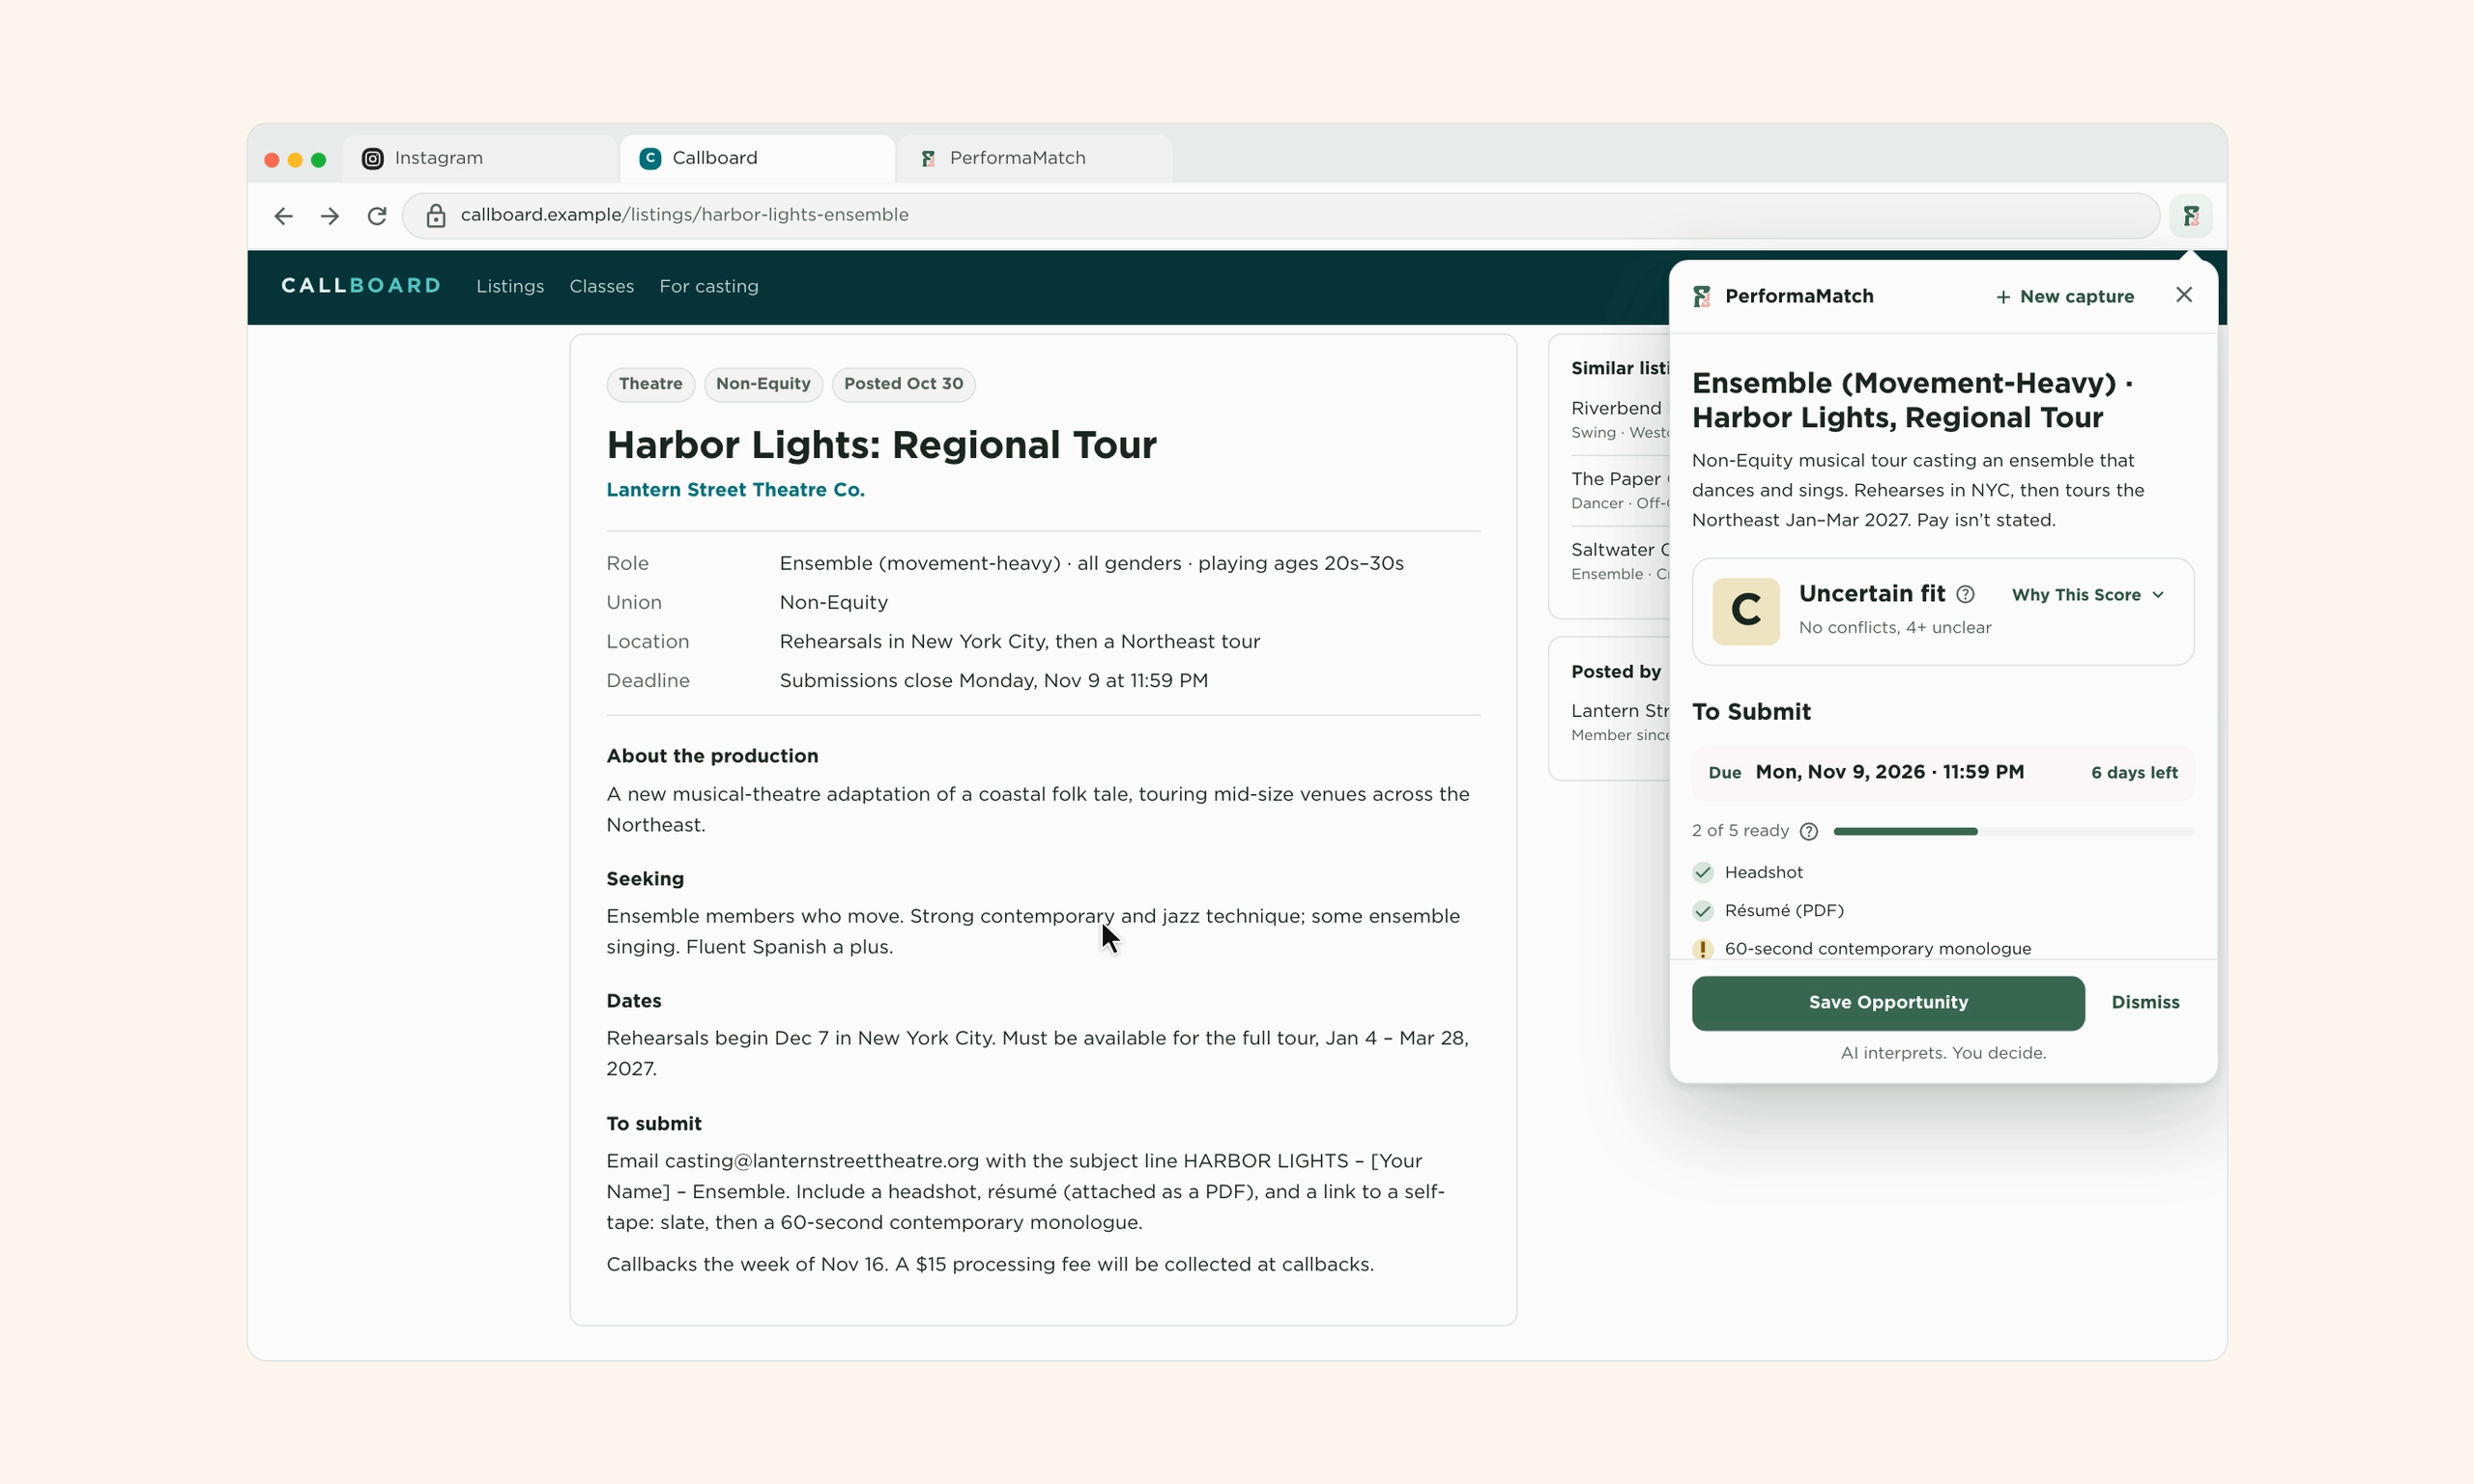 Instagram
Callboard
PerformaMatch
callboard.example/listings/harbor-lights-ensemble
CALLBOARD
Listings
Classes
For casting
Theatre
Non-Equity
Posted Oct 30
Harbor Lights: Regional Tour
Lantern Street Theatre Co.
Role
Ensemble (movement-heavy) · all genders · playing ages 20s–30s
Union
Non-Equity
Location
Rehearsals in New York City, then a Northeast tour
Deadline
Submissions close Monday, Nov 9 at 11:59 PM
About the production
A new musical-theatre adaptation of a coastal folk tale, touring mid-size venues across the
Northeast.
Seeking
Ensemble members who move. Strong contemporary and jazz technique; some ensemble
singing. Fluent Spanish a plus.
Dates
Rehearsals begin Dec 7 in New York City. Must be available for the full tour, Jan 4 – Mar 28,
2027.
To submit
Email casting@lanternstreettheatre.org with the subject line HARBOR LIGHTS – [Your
Name] – Ensemble. Include a headshot, résumé (attached as a PDF), and a link to a self-
tape: slate, then a 60-second contemporary monologue.
Callbacks the week of Nov 16. A $15 processing fee will be collected at callbacks.
Similar
Riverbend
Swing ·
The Paper
Dancer ·
Saltwater
Ensemble ·
Posted by
Lantern
Member since
PerformaMatch
+ New capture
Ensemble (Movement-Heavy) ·
Harbor Lights, Regional Tour
Non-Equity musical tour casting an ensemble that
dances and sings. Rehearses in NYC, then tours the
Northeast Jan–Mar 2027. Pay isn’t stated.
C
Uncertain fit
Why This Score
No conflicts, 4+ unclear
To Submit
Due Mon, Nov 9, 2026 · 11:59 PM
6 days left
2 of 5 ready
Headshot
Résumé (PDF)
60-second contemporary monologue
Save Opportunity
Dismiss
AI interprets. You decide.